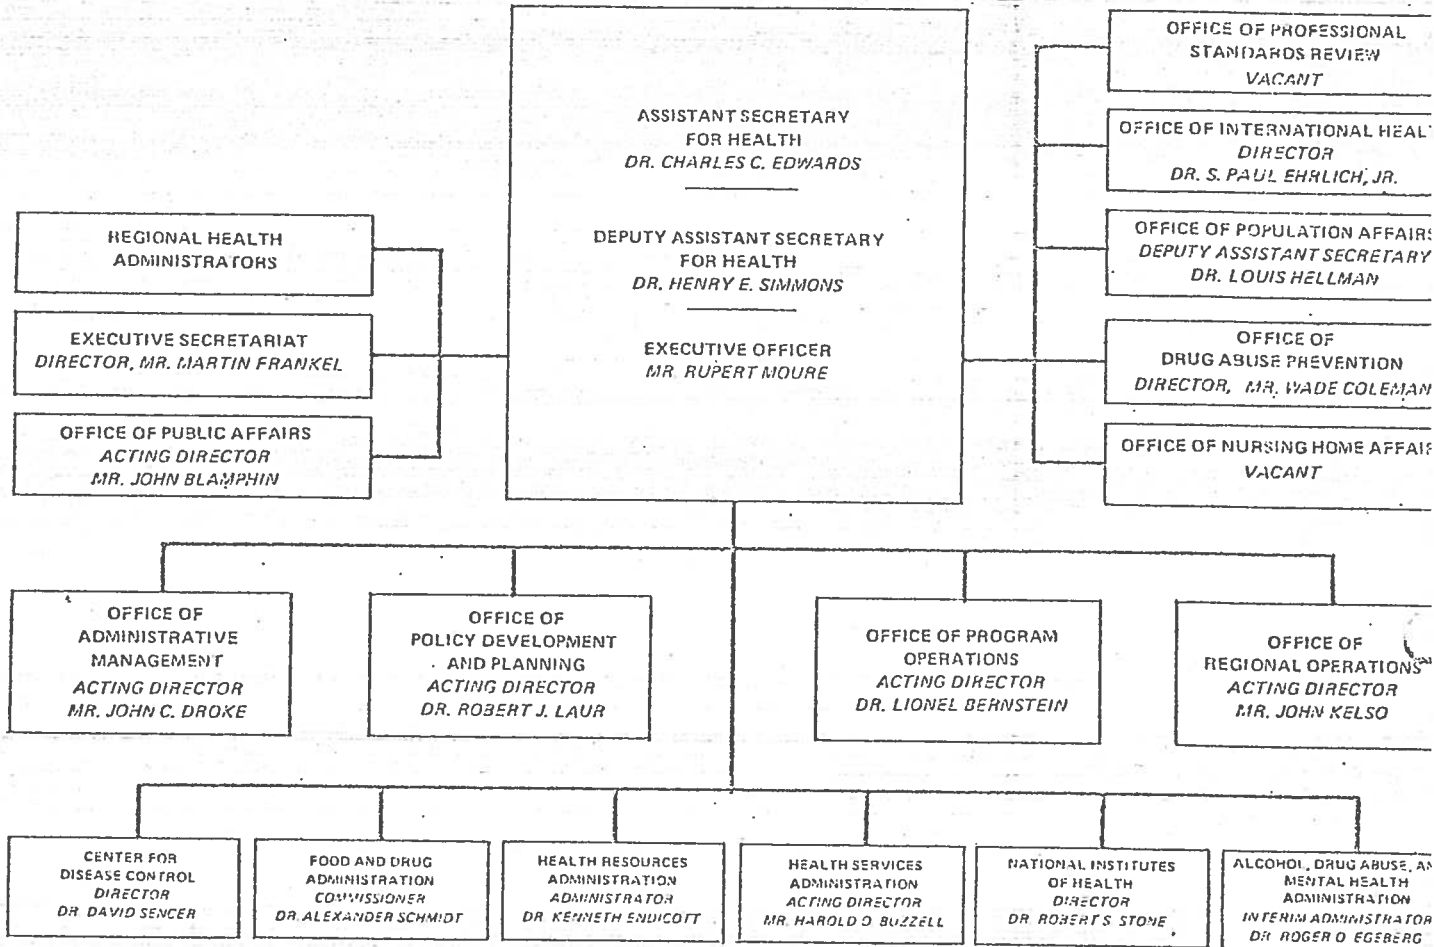 ASSISTANT SECRETARY
FOR HEALTH
DR. CHARLES C. EDWARDS
DEPUTY ASSISTANT SECRETARY
FOR HEALTH
DR. HENRY E. SIMMONS
EXECUTIVE OFFICER
MR. RUPERT MOURE
REGIONAL HEALTH
ADMINISTRATORS
EXECUTIVE SECRETARIAT
DIRECTOR, MR. MARTIN FRANKEL
OFFICE OF PUBLIC AFFAIRS
ACTING DIRECTOR
MR. JOHN BLAMPHIN
OFFICE OF PROFESSIONAL
STANDARDS REVIEW
VACANT
OFFICE OF INTERNATIONAL HEALT
DIRECTOR
DR. S. PAUL EHRLICH, JR.
OFFICE OF POPULATION AFFAIRS
DEPUTY ASSISTANT SECRETARY
DR. LOUIS HELLMAN
OFFICE OF
DRUG ABUSE PREVENTION
DIRECTOR, MR. WADE COLEMAN
OFFICE OF NURSING HOME AFFAIR
VACANT
OFFICE OF
ADMINISTRATIVE
MANAGEMENT
ACTING DIRECTOR
MR. JOHN C. DROKE
OFFICE OF
POLICY DEVELOPMENT
AND PLANNING
ACTING DIRECTOR
DR. ROBERT J. LAUR
OFFICE OF PROGRAM
OPERATIONS
ACTING DIRECTOR
DR. LIONEL BERNSTEIN
OFFICE OF
REGIONAL OPERATIONS
ACTING DIRECTOR
MR. JOHN KELSO
CENTER FOR
DISEASE CONTROL
DIRECTOR
DR. DAVID SENCER
FOOD AND DRUG
ADMINISTRATION
COMMISSIONER
DR. ALEXANDER SCHMIDT
HEALTH RESOURCES
ADMINISTRATION
ADMINISTRATOR
DR. KENNETH ENDICOTT
HEALTH SERVICES
ADMINISTRATION
ACTING DIRECTOR
MR. HAROLD O. BUZZELL
NATIONAL INSTITUTES
OF HEALTH
DIRECTOR
DR. ROBERT S. STONE
ALCOHOL, DRUG ABUSE, AN
MENTAL HEALTH
ADMINISTRATION
INTERIM ADMINISTRATOR
DR. ROGER O. EGEBERG